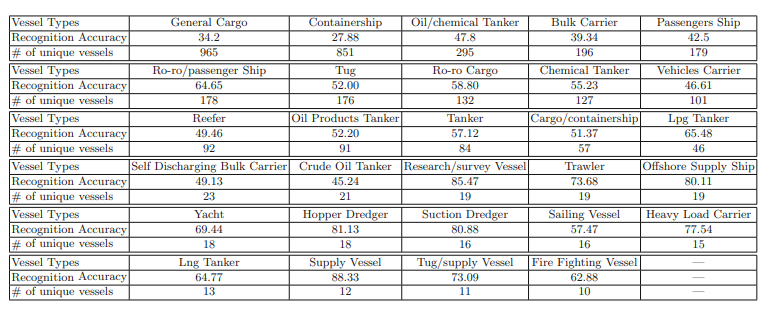 Vessel Types General Cargo Containership Oil/chemical Tanker Bulk Carrier Passengers Ship
Recognition Accuracy 34.2 27.88 47.8 39.34 42.5
# of unique vessels 965 851 295 196 179
Vessel Types Ro-ro/passenger Ship Tug Ro-ro Cargo Chemical Tanker Vehicles Carrier
Recognition Accuracy 64.65 52.00 58.80 55.23 46.61
# of unique vessels 178 176 132 127 101
Vessel Types Reefer Oil Products Tanker Tanker Cargo/containership Lpg Tanker
Recognition Accuracy 49.46 52.20 57.12 51.37 65.48
# of unique vessels 92 91 84 57 46
Vessel Types Self Discharging Bulk Carrier Crude Oil Tanker Research/survey Vessel Trawler Offshore Supply Ship
Recognition Accuracy 49.13 45.24 85.47 73.68 80.11
# of unique vessels 23 21 19 19 19
Vessel Types Yacht Hopper Dredger Suction Dredger Sailing Vessel Heavy Load Carrier
Recognition Accuracy 69.44 81.13 80.88 57.47 77.54
# of unique vessels 18 18 16 16 15
Vessel Types Lng Tanker Supply Vessel Tug/supply Vessel Fire Fighting Vessel —
Recognition Accuracy 64.77 88.33 73.09 62.88 —
# of unique vessels 13 12 11 10 —